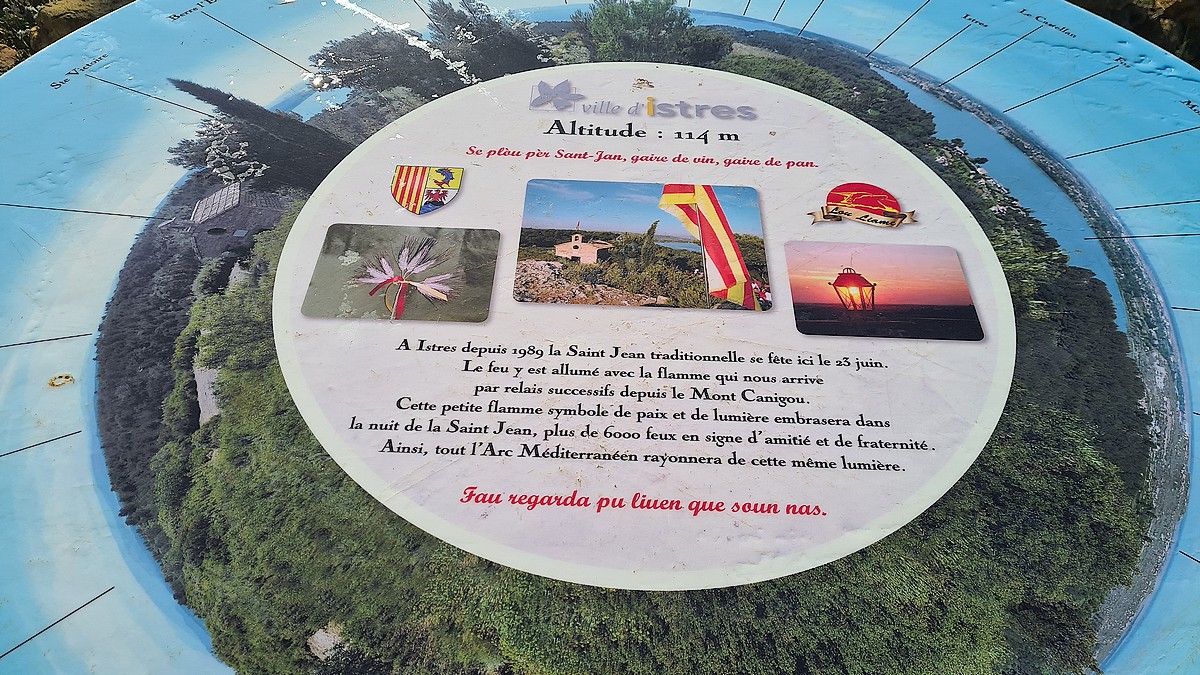 Ste Victoire
Istres
Le Castellan
ville d'istres
Altitude : 114 m
Se plòu pèr Sant-Jan, gaire de vin, gaire de pan.
Lou Liame
A Istres depuis 1989 la Saint Jean traditionnelle se fête ici le 23 juin.
Le feu y est allumé avec la flamme qui nous arrive
par relais successifs depuis le Mont Canigou.
Cette petite flamme symbole de paix et de lumière embrasera dans
la nuit de la Saint Jean, plus de 6000 feux en signe d'amitié et de fraternité.
Ainsi, tout l'Arc Méditerranéen rayonnera de cette même lumière.
Fau regarda pu liuen que soun nas.